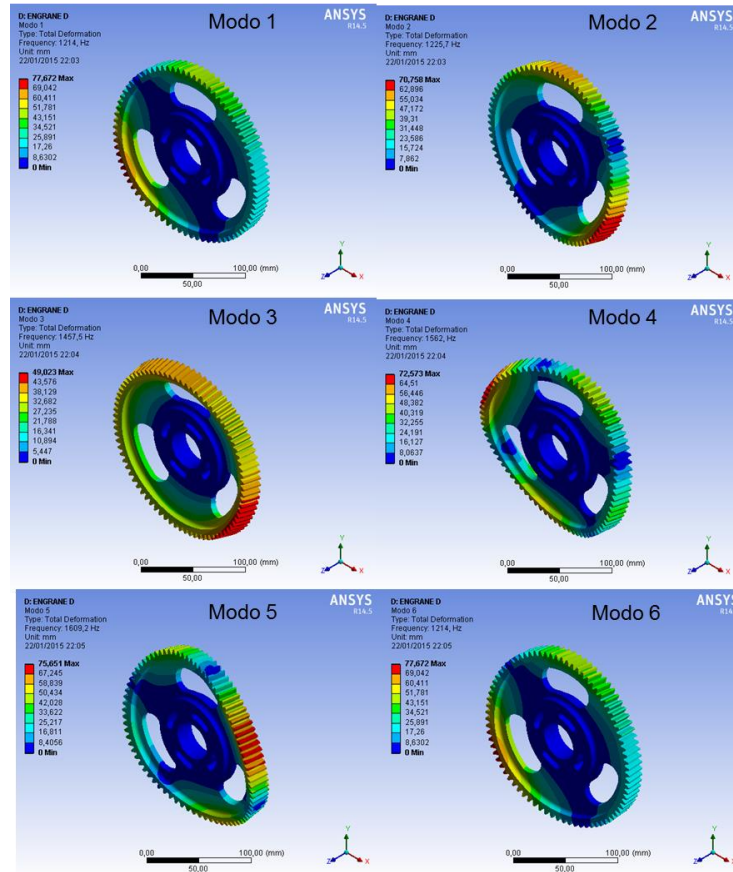 Modo 1
ANSYS
R14.5
D: ENGRANE D
Modo 1
Type: Total Deformation
Frequency: 1214, Hz
Unit: mm
22/01/2015 22:03
77,672 Max
69,042
60,411
51,781
43,151
34,521
25,891
17,26
8,6302
0 Min
0,00
50,00
100,00 (mm)
Y
Z
X
Modo 2
ANSYS
R14.5
D: ENGRANE D
Modo 2
Type: Total Deformation
Frequency: 1225,7 Hz
Unit: mm
22/01/2015 22:03
70,758 Max
62,896
55,034
47,172
39,31
31,448
23,586
15,724
7,862
0 Min
0,00
50,00
100,00 (mm)
Y
Z
X
Modo 3
ANSYS
R14.5
D: ENGRANE D
Modo 3
Type: Total Deformation
Frequency: 1457,5 Hz
Unit: mm
22/01/2015 22:04
49,023 Max
43,576
38,129
32,682
27,235
21,788
16,341
10,894
5,447
0 Min
0,00
50,00
100,00 (mm)
Y
Z
X
Modo 4
ANSYS
R14.5
D: ENGRANE D
Modo 4
Type: Total Deformation
Frequency: 1562, Hz
Unit: mm
22/01/2015 22:04
72,573 Max
64,51
56,446
48,382
40,319
32,255
24,191
16,127
8,0637
0 Min
0,00
50,00
100,00 (mm)
Y
Z
X
Modo 5
ANSYS
R14.5
D: ENGRANE D
Modo 5
Type: Total Deformation
Frequency: 1609,2 Hz
Unit: mm
22/01/2015 22:05
75,651 Max
67,245
58,839
50,434
42,028
33,622
25,217
16,811
8,4056
0 Min
0,00
50,00
100,00 (mm)
Y
Z
X
Modo 6
ANSYS
R14.5
D: ENGRANE D
Modo 6
Type: Total Deformation
Frequency: 1214, Hz
Unit: mm
22/01/2015 22:05
77,672 Max
69,042
60,411
51,781
43,151
34,521
25,891
17,26
8,6302
0 Min
0,00
50,00
100,00 (mm)
Y
Z
X